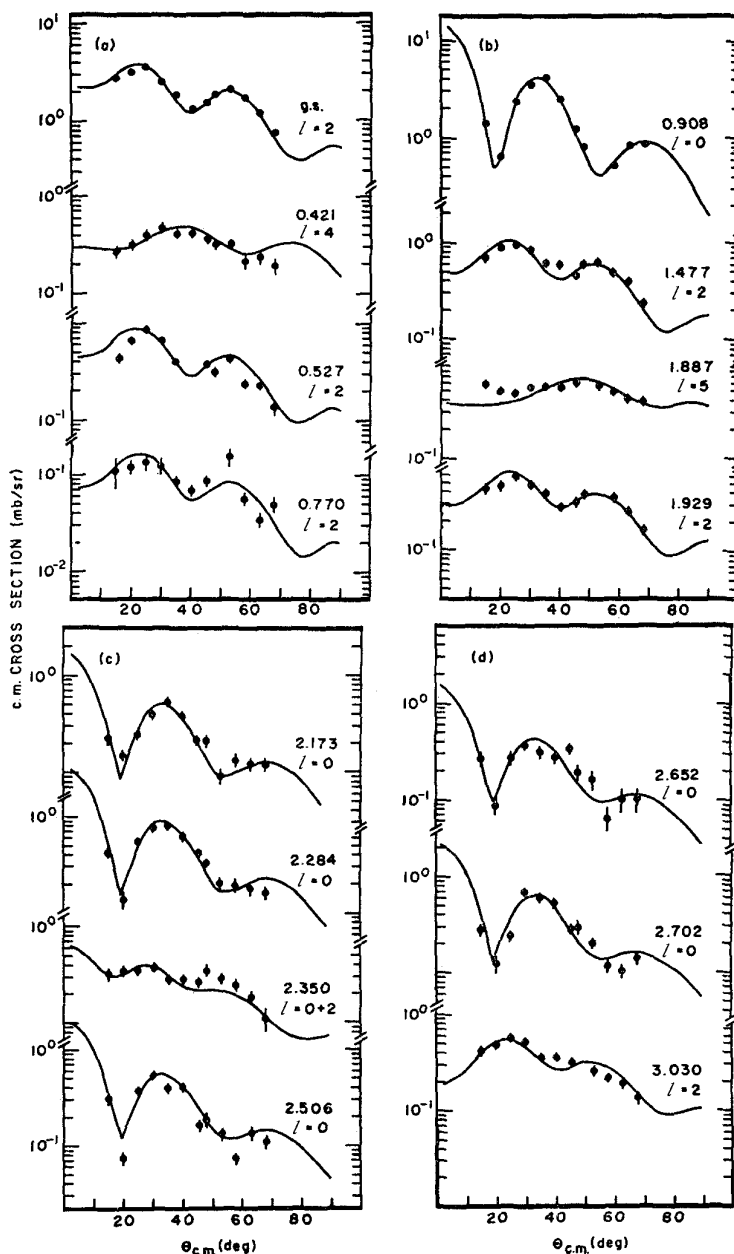 c.m. CROSS SECTION (mb/sr)
(a)
10¹
10⁰
g.s.
l = 2
10⁰
10⁻¹
0.421
l = 4
10⁻¹
0.527
l = 2
10⁻¹
10⁻²
0.770
l = 2
20 40 60 80
(b)
10¹
10⁰
0.908
l = 0
10⁰
10⁻¹
1.477
l = 2
1.887
l = 5
10⁻¹
10⁻¹
1.929
l = 2
20 40 60 80
(c)
10⁰
10⁻¹
2.173
l = 0
10⁰
2.284
l = 0
10⁰
2.350
l = 0+2
10⁰
10⁻¹
2.506
l = 0
20 40 60 80
θc.m.(deg)
(d)
10⁰
10⁻¹
2.652
l = 0
10⁰
2.702
l = 0
10⁰
10⁻¹
3.030
l = 2
20 40 60 80
θc.m.(deg)